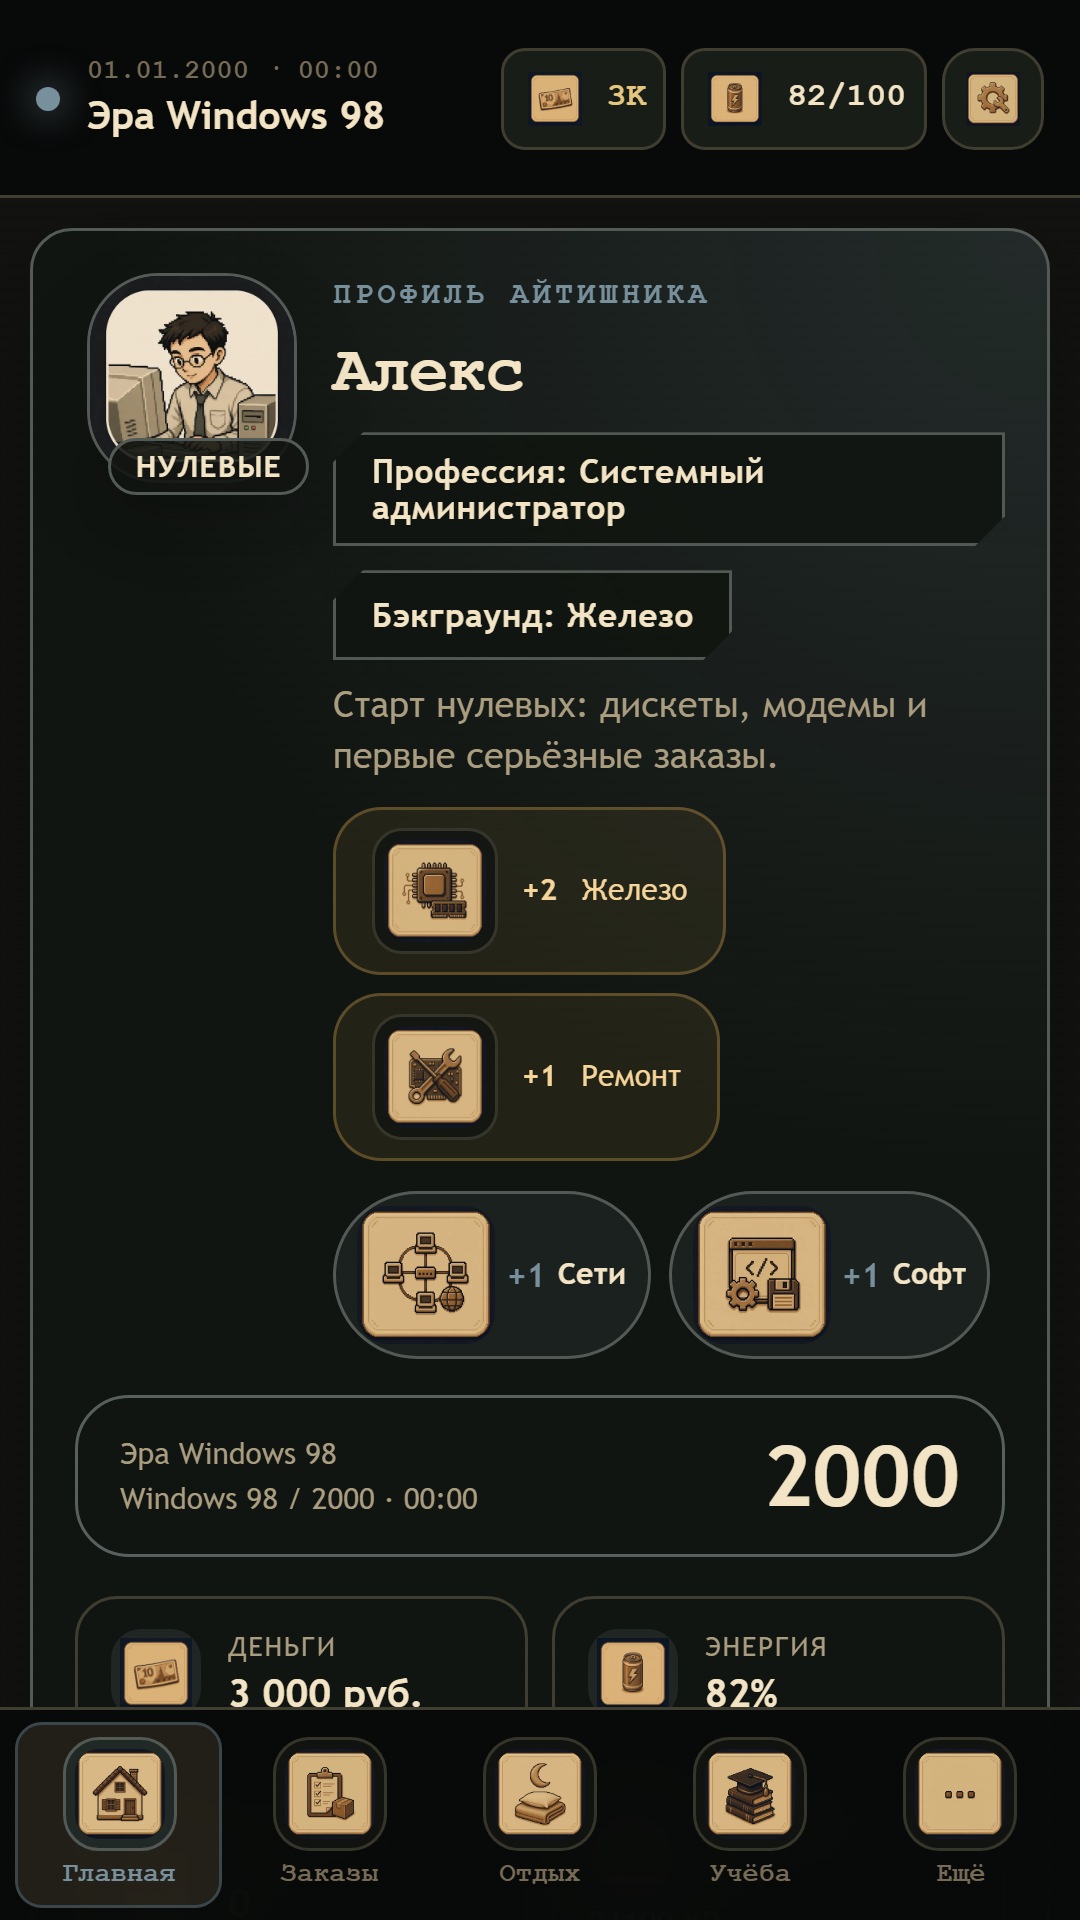 01.01.2000 · 00:00
Эра Windows 98
3К
82/100
ПРОФИЛЬ АЙТИШНИКА
Алекс
НУЛЕВЫЕ
Профессия: Системный
администратор
Бэкграунд: Железо
Старт нулевых: дискеты, модемы и
первые серьёзные заказы.
+2 Железо
+1 Ремонт
+1 Сети
+1 Софт
Эра Windows 98
Windows 98 / 2000 · 00:00
2000
ДЕНЬГИ
3 000 руб.
ЭНЕРГИЯ
82%
Главная
Заказы
Отдых
Учёба
Ещё